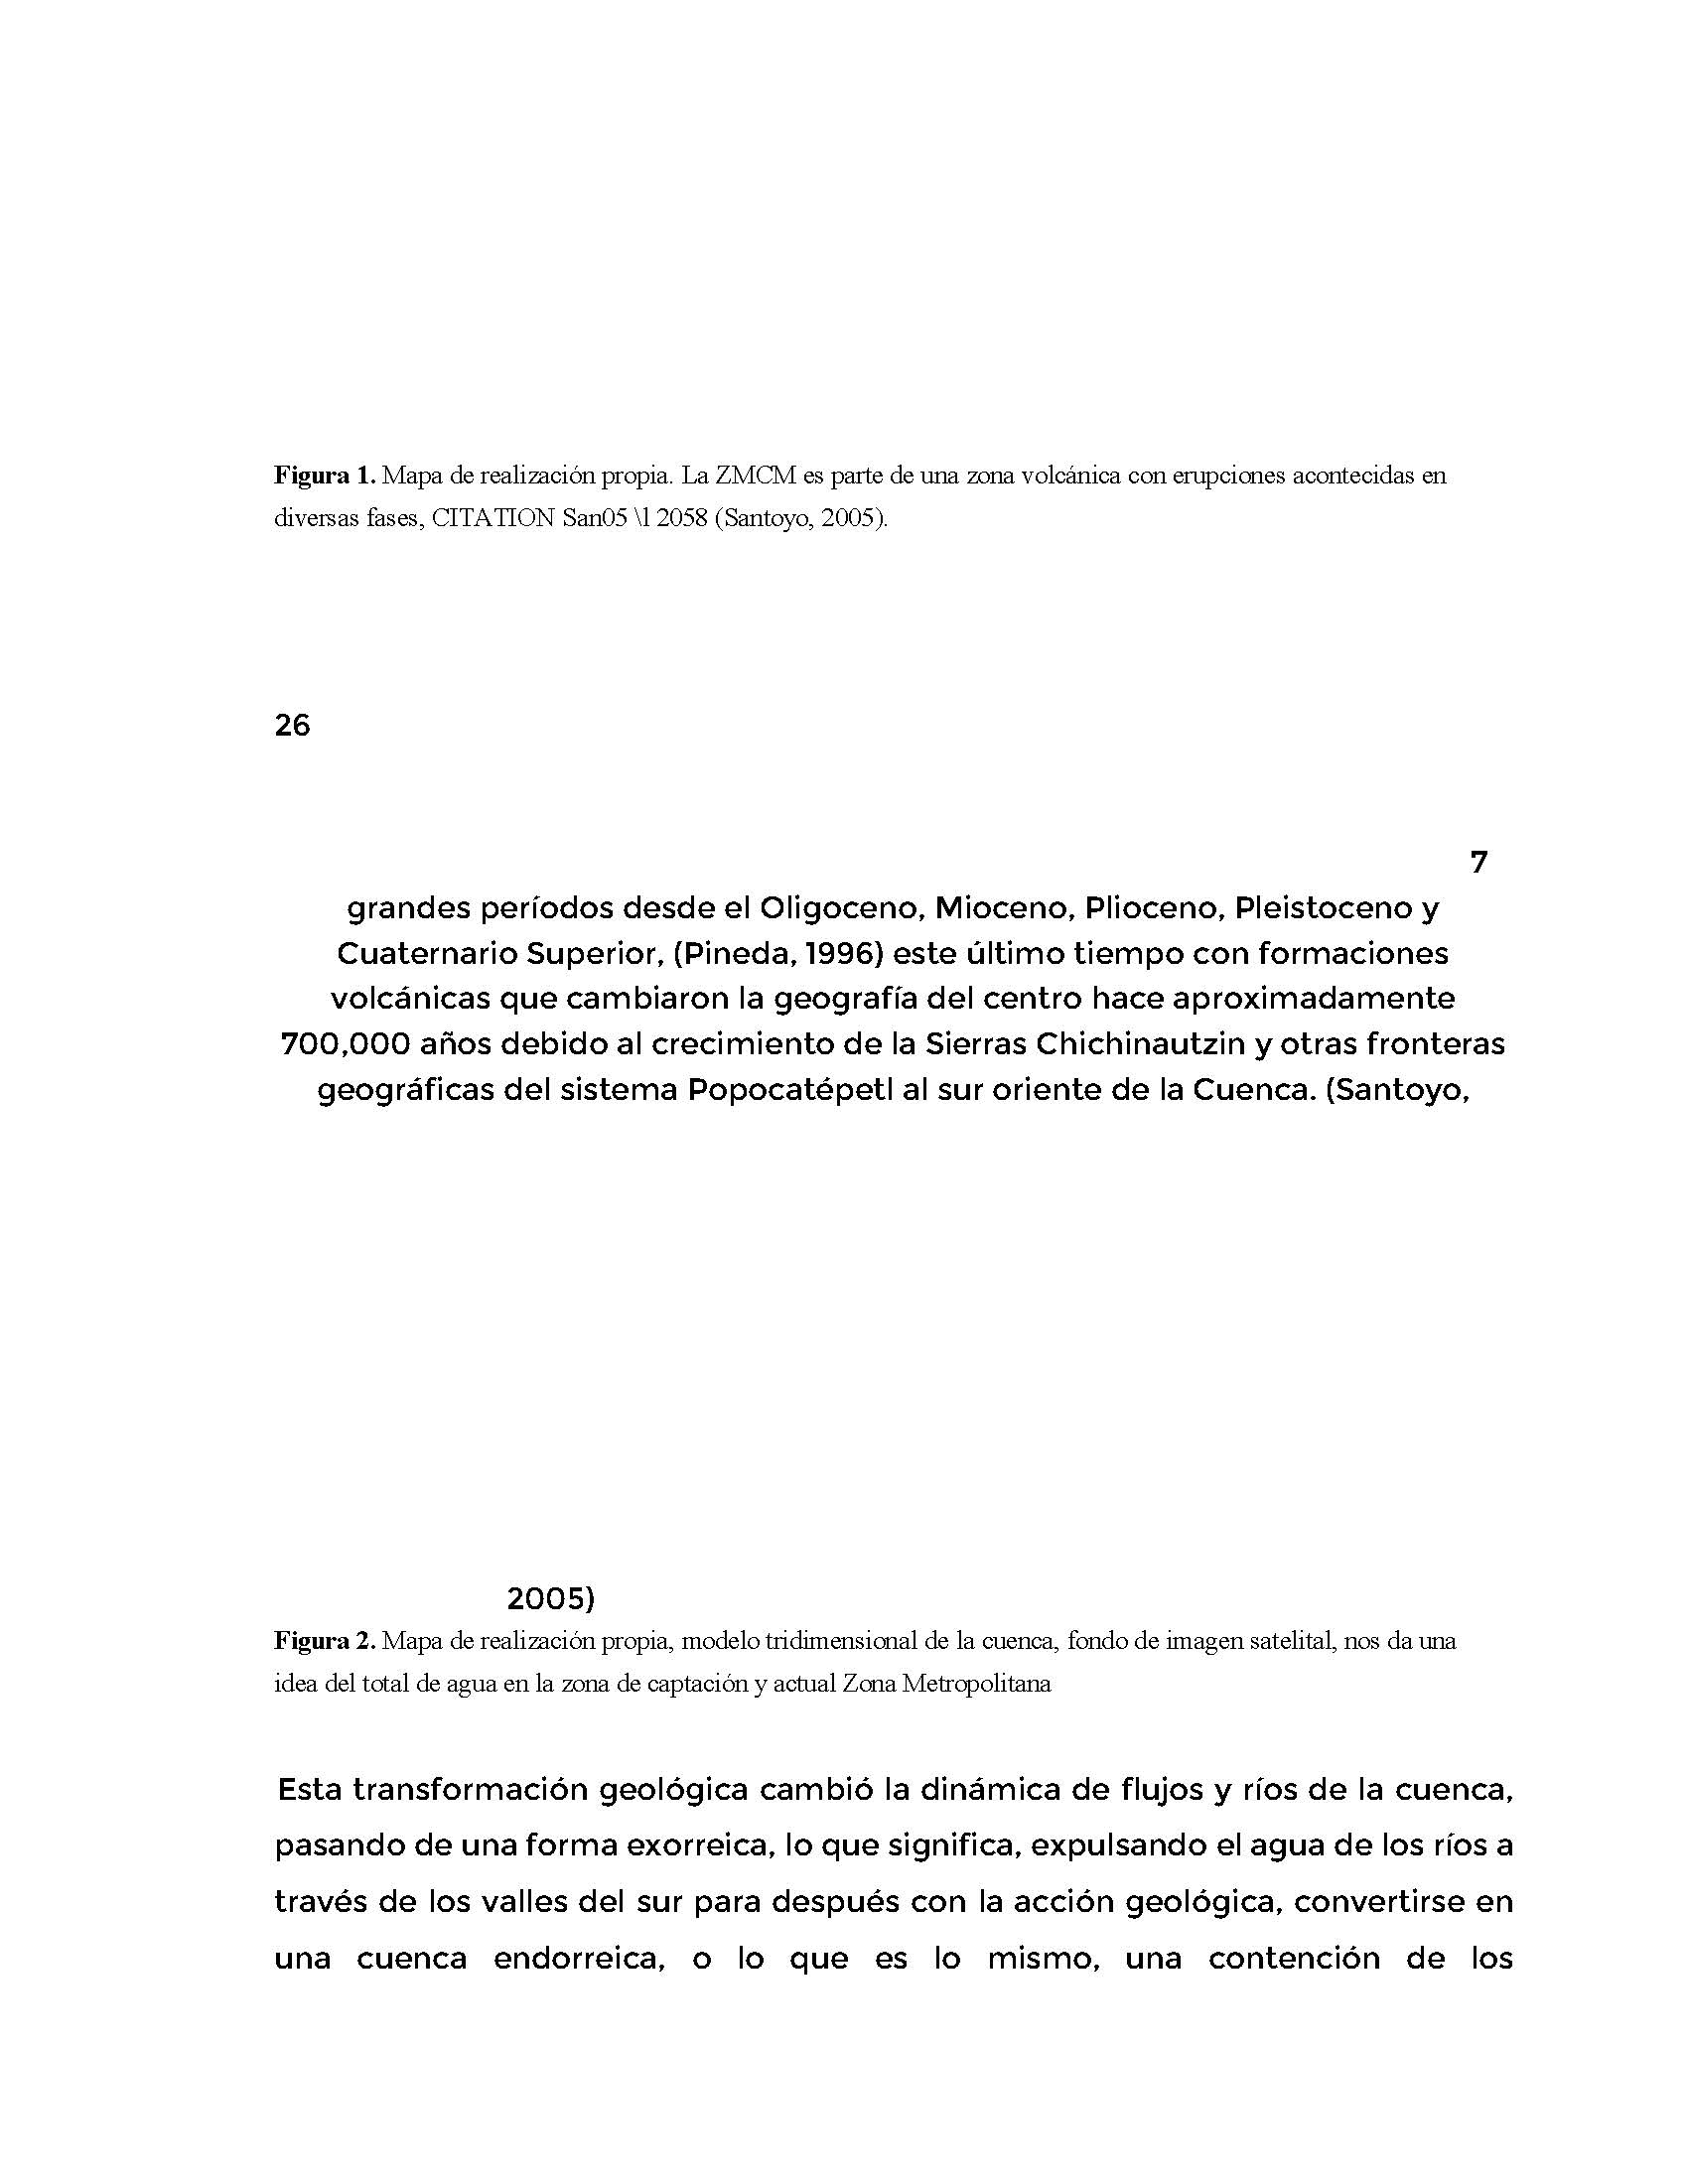 Figura 1. Mapa de realización propia. La ZMCM es parte de una zona volcánica con erupciones acontecidas en
diversas fases, CITATION San05 \l 2058 (Santoyo, 2005).
26
7
grandes períodos desde el Oligoceno, Mioceno, Plioceno, Pleistoceno y
Cuaternario Superior, (Pineda, 1996) este último tiempo con formaciones
volcánicas que cambiaron la geografía del centro hace aproximadamente
700,000 años debido al crecimiento de la Sierras Chichinautzin y otras fronteras
geográficas del sistema Popocatépetl al sur oriente de la Cuenca. (Santoyo,
2005)
Figura 2. Mapa de realización propia, modelo tridimensional de la cuenca, fondo de imagen satelital, nos da una
idea del total de agua en la zona de captación y actual Zona Metropolitana
Esta transformación geológica cambió la dinámica de flujos y ríos de la cuenca,
pasando de una forma exorreica, lo que significa, expulsando el agua de los ríos a
través de los valles del sur para después con la acción geológica, convertirse en
una cuenca endorreica, o lo que es lo mismo, una contención de los